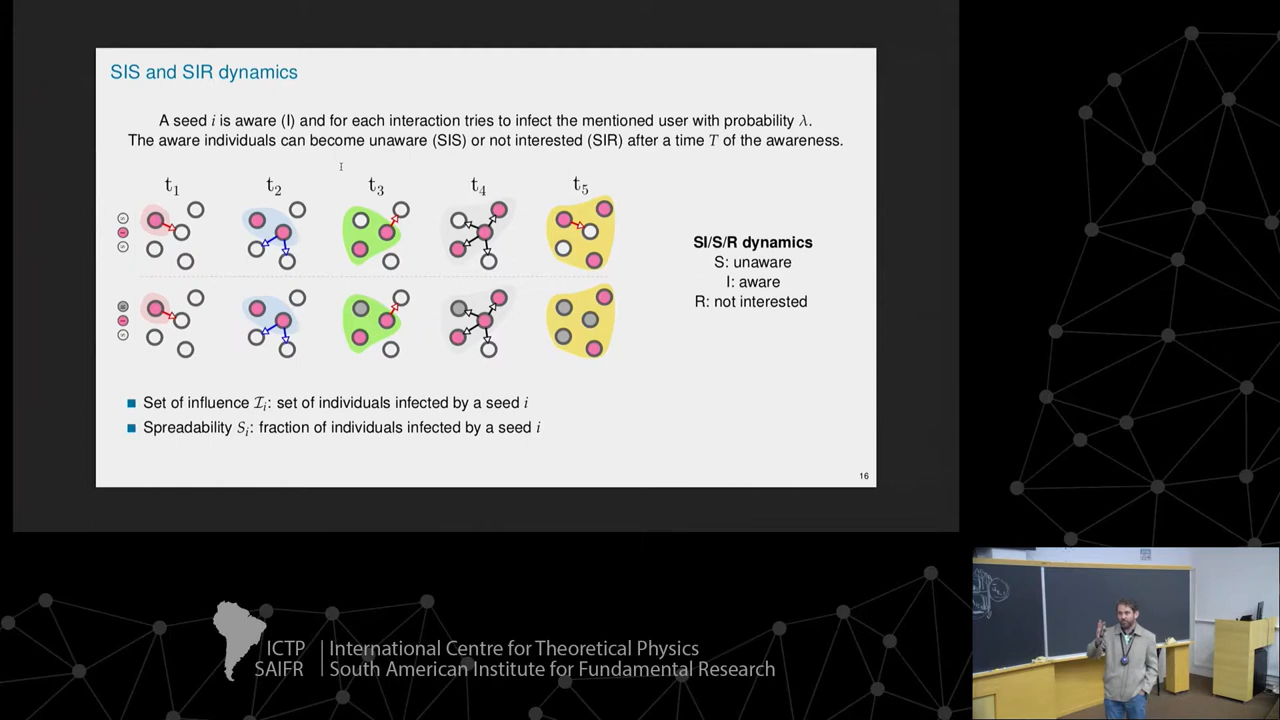 SIS and SIR dynamics
A seed i is aware (I) and for each interaction tries to infect the mentioned user with probability λ.
The aware individuals can become unaware (SIS) or not interested (SIR) after a time T of the awareness.
t₁ t₂ t₃ t₄ t₅
SI/S/R dynamics
S: unaware
I: aware
R: not interested
■ Set of influence ℐᵢ: set of individuals infected by a seed i
■ Spreadability Sᵢ: fraction of individuals infected by a seed i
16
ICTP | International Centre for Theoretical Physics
SAIFR | South American Institute for Fundamental Research